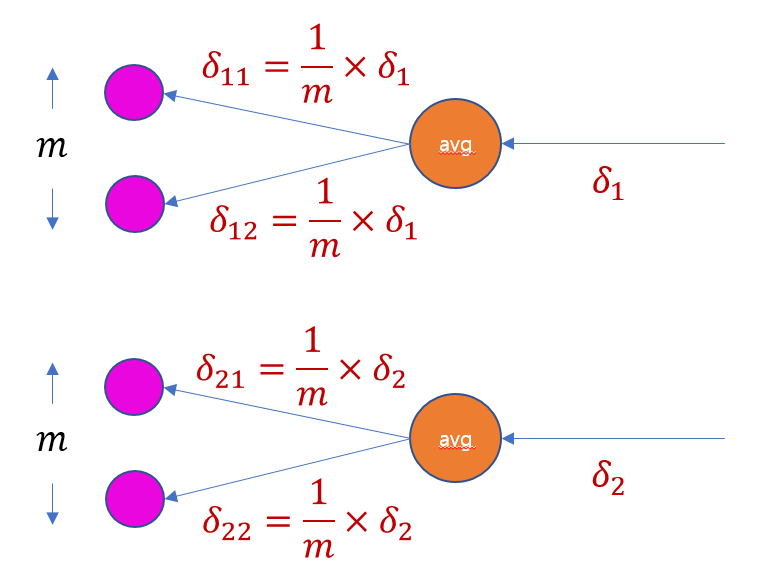 δ₁₁ = 1/m × δ₁
m
avg
δ₁
δ₁₂ = 1/m × δ₁
δ₂₁ = 1/m × δ₂
m
avg
δ₂
δ₂₂ = 1/m × δ₂